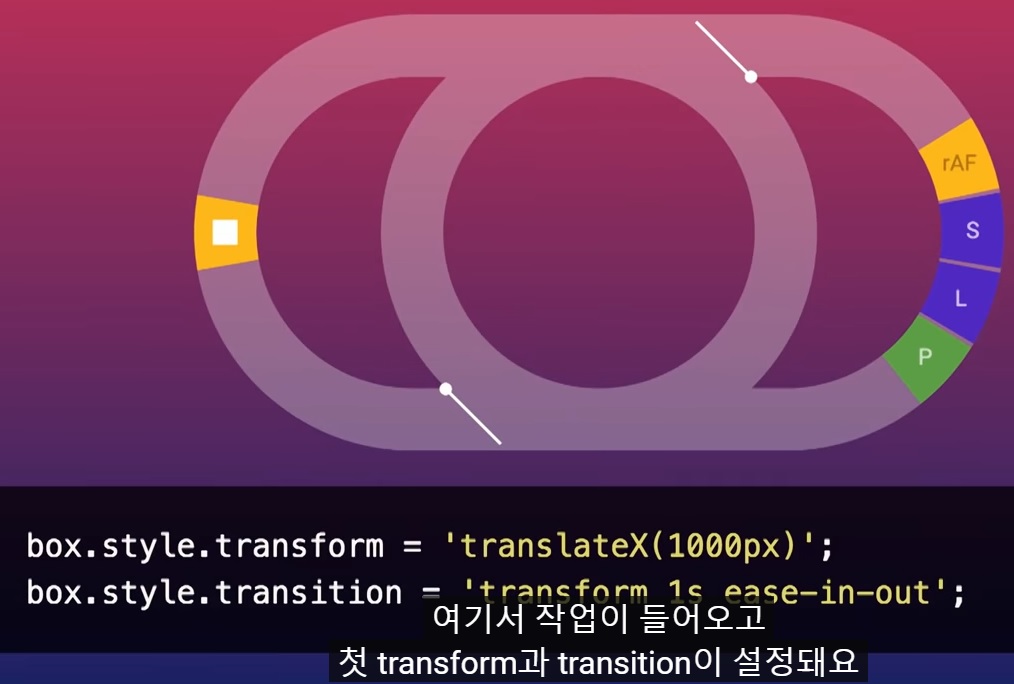 rAF
S
L
P
box.style.transform = 'translateX(1000px)';
box.style.transition = 'transform 1s ease-in-out';
여기서 작업이 들어오고
첫 transform과 transition이 설정돼요